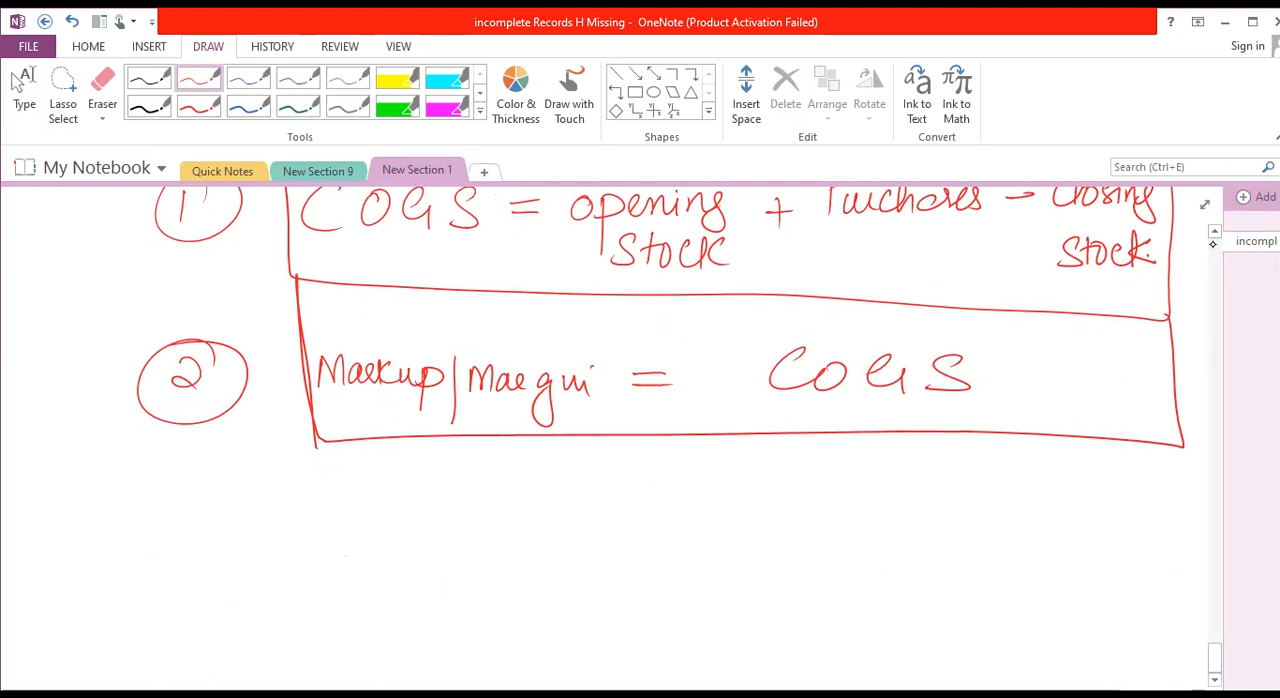 incomplete Records H Missing - OneNote (Product Activation Failed)
?
FILE HOME INSERT DRAW HISTORY REVIEW VIEW
Sign in
Type Lasso Select Eraser Color & Thickness Draw with Touch Insert Space Delete Arrange Rotate Ink to Text Ink to Math
Tools Shapes Edit Convert
My Notebook Quick Notes New Section 9 New Section 1 Search (Ctrl+E)
Add
incompl
1 COGS = opening + Purchases - Closing
stock stock.
2 Markup/Margin = COGS